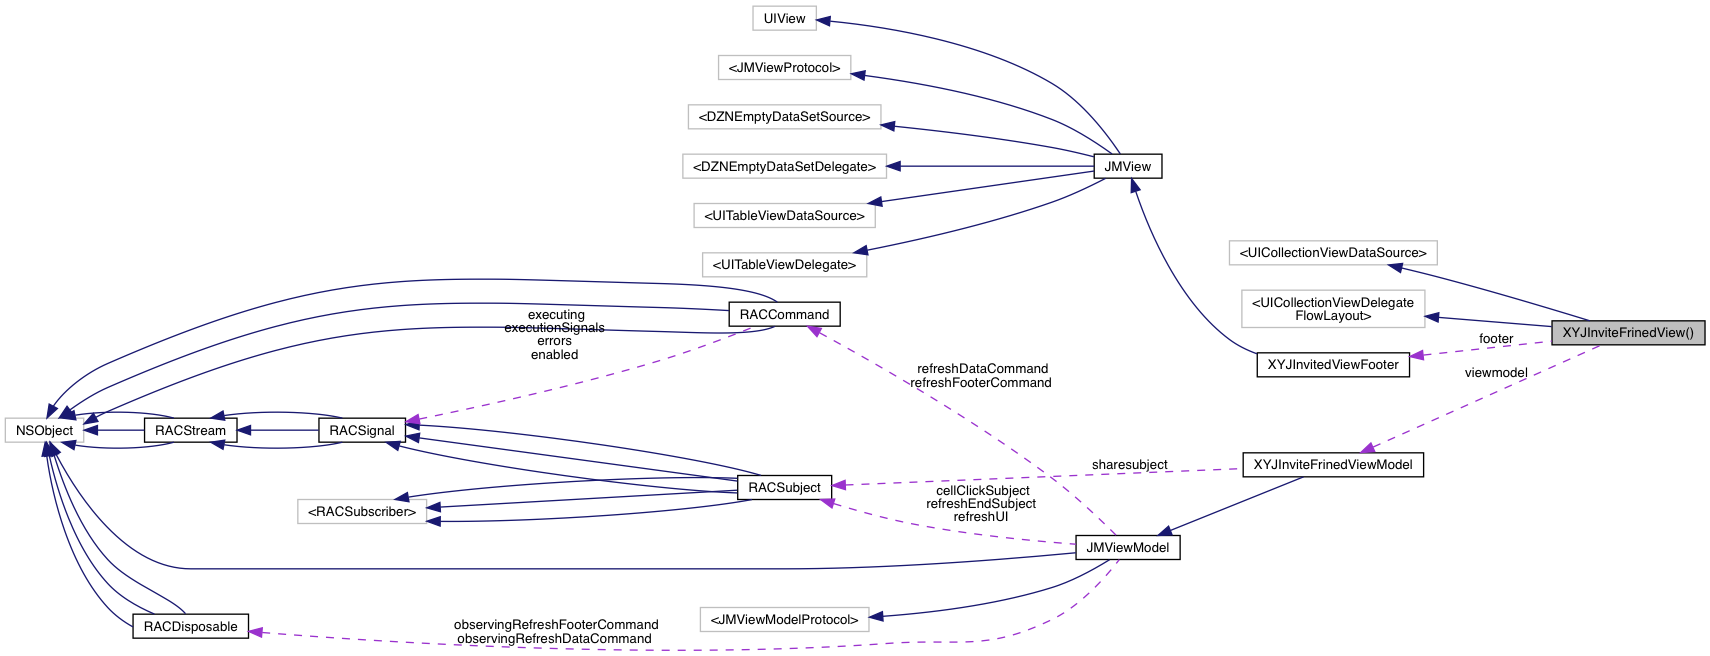 UIView
<JMViewProtocol>
<DZNEmptyDataSetSource>
<DZNEmptyDataSetDelegate>
JMView
<UITableViewDataSource>
<UITableViewDelegate>
<UICollectionViewDataSource>
<UICollectionViewDelegate
FlowLayout>
XYJInviteFrinedView()
footer
XYJInvitedViewFooter
viewmodel
RACCommand
executing
executionSignals
errors
enabled
refreshDataCommand
refreshFooterCommand
NSObject
RACStream
RACSignal
sharesubject
XYJInviteFrinedViewModel
RACSubject
<RACSubscriber>
cellClickSubject
refreshEndSubject
refreshUI
JMViewModel
<JMViewModelProtocol>
RACDisposable
observingRefreshFooterCommand
observingRefreshDataCommand